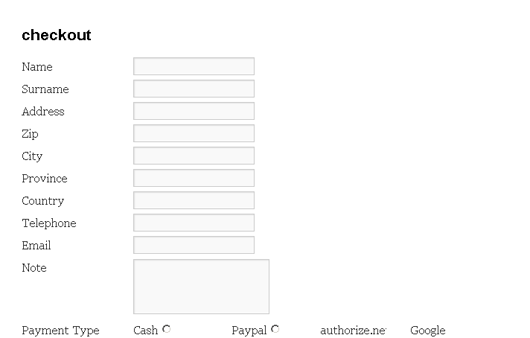 checkout
Name
Surname
Address
Zip
City
Province
Country
Telephone
Email
Note
Payment Type Cash Paypal authorize.ne Google